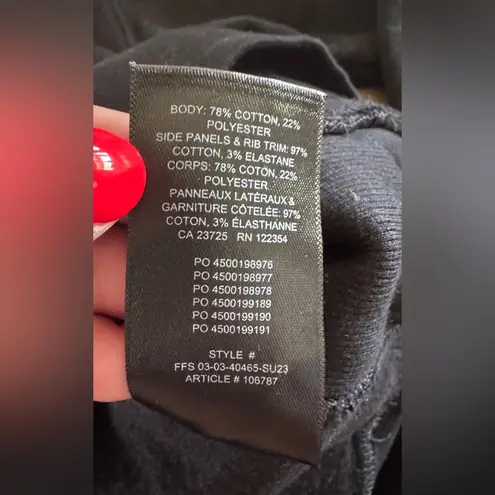 BODY: 78% COTTON, 22%
POLYESTER
SIDE PANELS & RIB TRIM: 97%
COTTON, 3% ELASTANE
CORPS: 78% COTON, 22%
POLYESTER
PANNEAUX LATÉRAUX &
GARNITURE CÔTELÉE: 97%
COTON, 3% ÉLASTHANNE
CA 23725 RN 122354
PO 4500198976
PO 4500198977
PO 4500198978
PO 4500199189
PO 4500199190
PO 4500199191
STYLE #
FFS 03-03-40465-SU23
ARTICLE # 106787